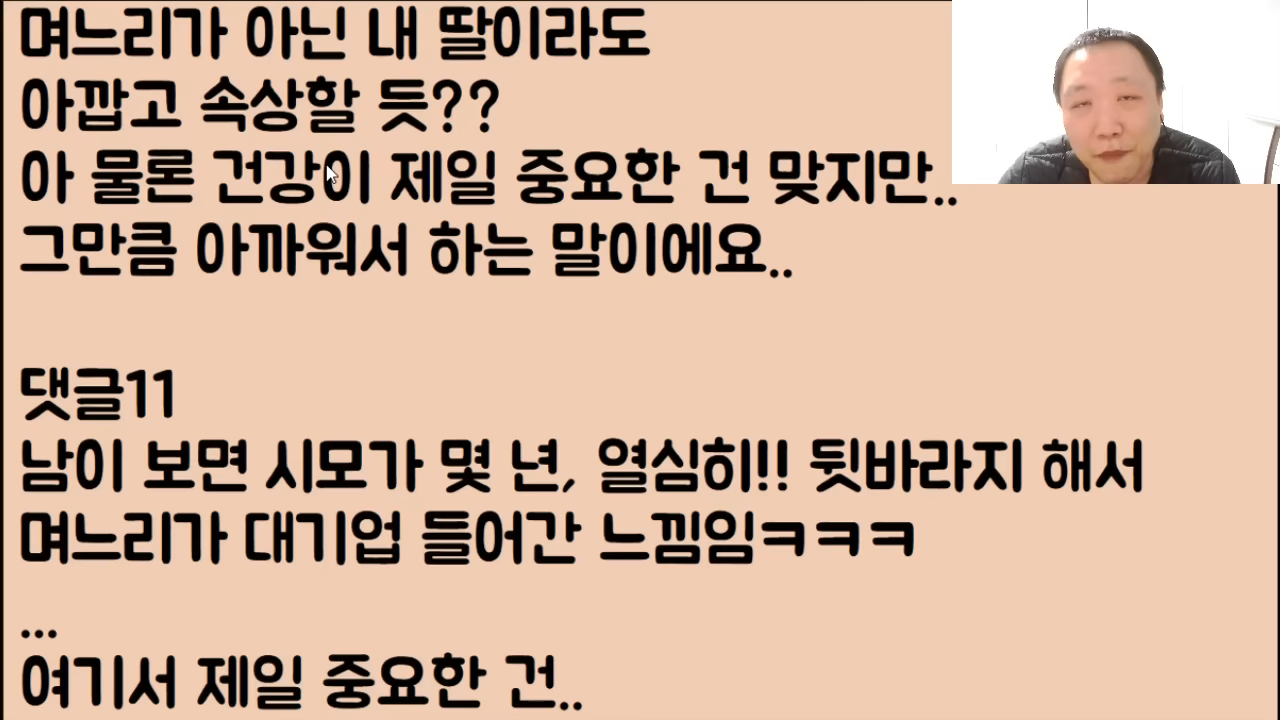 며느리가 아닌 내 딸이라도
아깝고 속상할 듯??
아 물론 건강이 제일 중요한 건 맞지만..
그만큼 아까워서 하는 말이에요..
댓글11
남이 보면 시모가 몇 년, 열심히!! 뒷바라지 해서
며느리가 대기업 들어간 느낌임ㅋㅋㅋ
...
여기서 제일 중요한 건..